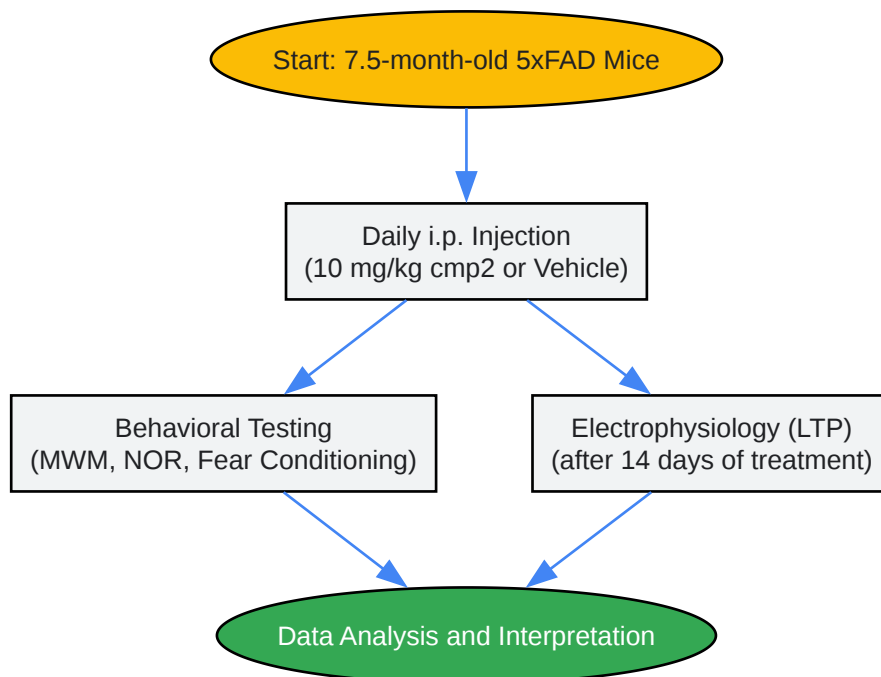 Start: 7.5-month-old 5xFAD Mice
Daily i.p. Injection
(10 mg/kg cmp2 or Vehicle)
Behavioral Testing
(MWM, NOR, Fear Conditioning)
Electrophysiology (LTP)
(after 14 days of treatment)
Data Analysis and Interpretation